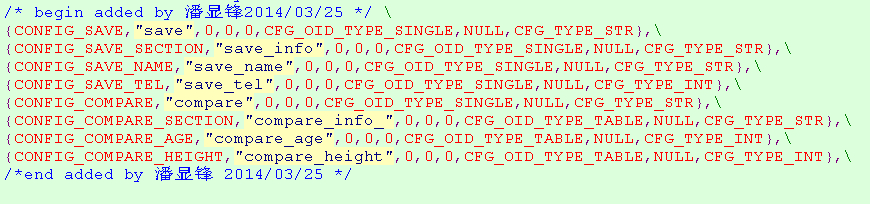 /* begin added by 潘显锋2014/03/25 */ \
{CONFIG_SAVE,"save",0,0,0,CFG_OID_TYPE_SINGLE,NULL,CFG_TYPE_STR},\
{CONFIG_SAVE_SECTION,"save_info",0,0,0,CFG_OID_TYPE_SINGLE,NULL,CFG_TYPE_STR},\
{CONFIG_SAVE_NAME,"save_name",0,0,0,CFG_OID_TYPE_SINGLE,NULL,CFG_TYPE_STR},\
{CONFIG_SAVE_TEL,"save_tel",0,0,0,CFG_OID_TYPE_SINGLE,NULL,CFG_TYPE_INT},\
{CONFIG_COMPARE,"compare",0,0,0,CFG_OID_TYPE_SINGLE,NULL,CFG_TYPE_STR},\
{CONFIG_COMPARE_SECTION,"compare_info_",0,0,0,CFG_OID_TYPE_TABLE,NULL,CFG_TYPE_STR},\
{CONFIG_COMPARE_AGE,"compare_age",0,0,0,CFG_OID_TYPE_TABLE,NULL,CFG_TYPE_INT},\
{CONFIG_COMPARE_HEIGHT,"compare_height",0,0,0,CFG_OID_TYPE_TABLE,NULL,CFG_TYPE_INT},\
/*end added by 潘显锋 2014/03/25 */